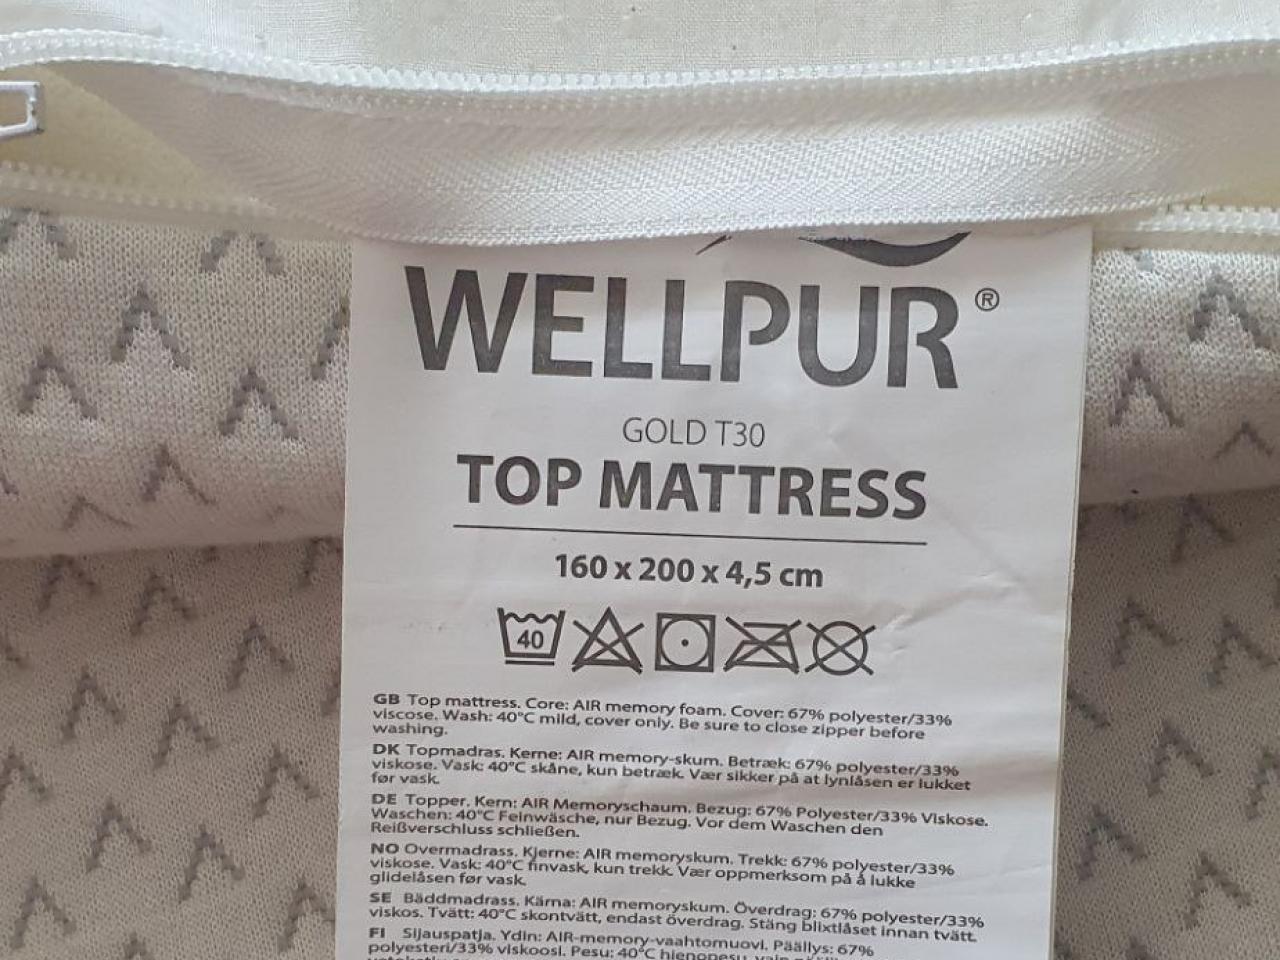 WELLPUR®
GOLD T30
TOP MATTRESS
160 x 200 x 4,5 cm
40
GB Top mattress. Core: AIR memory foam. Cover: 67% polyester/33%
viscose. Wash: 40°C mild, cover only. Be sure to close zipper before
washing.
DK Topmadras. Kerne: AIR memory-skum. Betræk: 67% polyester/33%
viskose. Vask: 40°C skåne, kun betræk. Vær sikker på at lynlåsen er lukket
før vask.
DE Topper. Kern: AIR Memoryschaum. Bezug: 67% Polyester/33% Viskose.
Waschen: 40°C Feinwäsche, nur Bezug. Vor dem Waschen den
Reißverschluss schließen.
NO Overmadrass. Kjerne: AIR memoryskum. Trekk: 67% polyester/33%
viskose. Vask: 40°C finvask, kun trekk. Vær oppmerksom på å lukke
glidelåsen før vask.
SE Bäddmadrass. Kärna: AIR memoryskum. Överdrag: 67% polyester/33%
viskos. Tvätt: 40°C skontvätt, endast överdrag. Stäng blixtlåset innan tvätt.
FI Sijauspatja. Ydin: AIR-memory-vaahtomuovi. Päällys: 67%
polyesteri/33% viskoosi. Pesu: 40°C hienopesu, vain